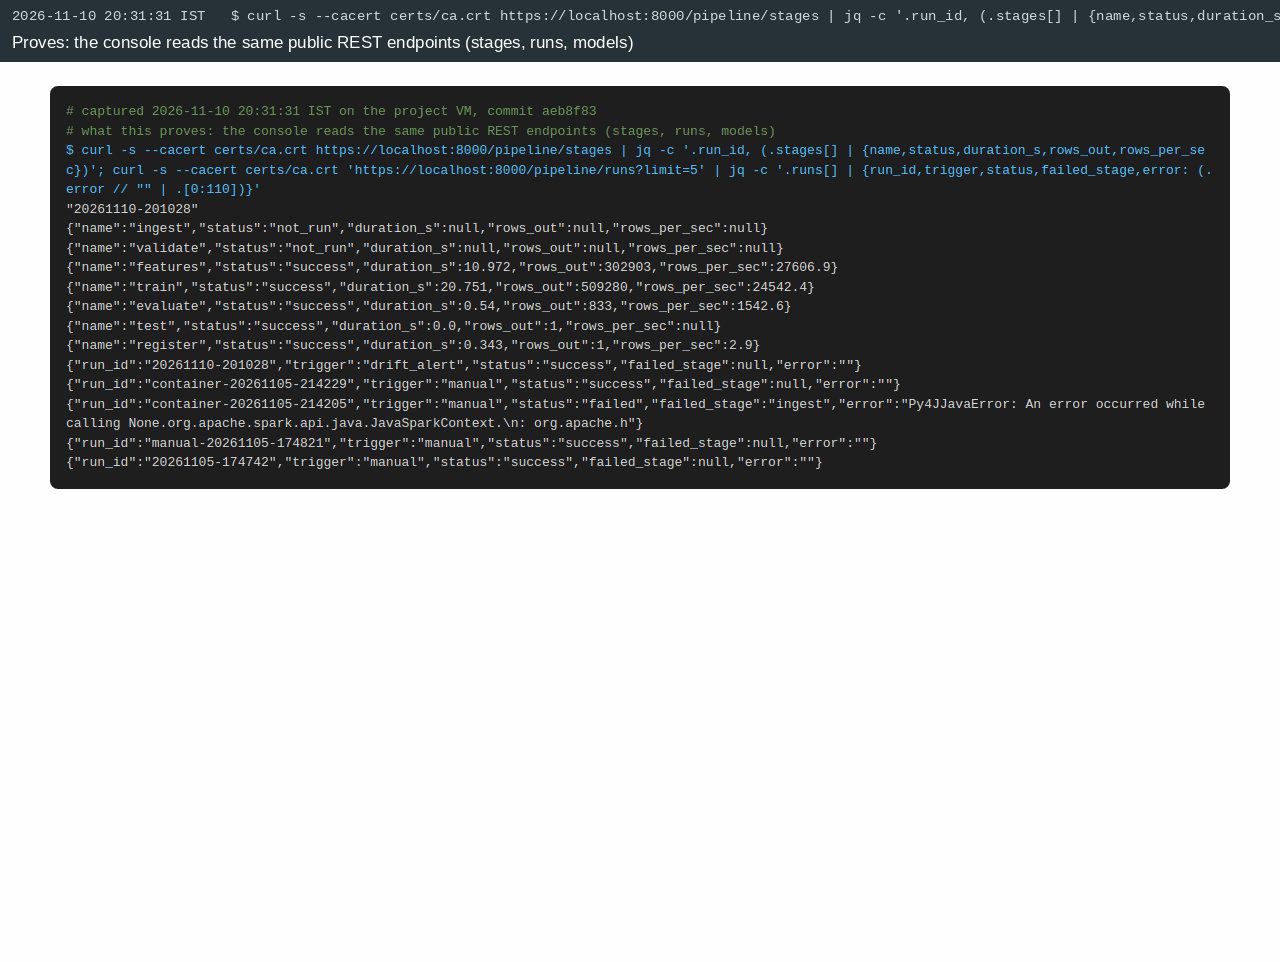 2026-11-10 20:31:31 IST   $ curl -s --cacert certs/ca.crt https://localhost:8000/pipeline/stages | jq -c '.run_id, (.stages[] | {name,status,duration_s
Proves: the console reads the same public REST endpoints (stages, runs, models)
# captured 2026-11-10 20:31:31 IST on the project VM, commit aeb8f83
# what this proves: the console reads the same public REST endpoints (stages, runs, models)
$ curl -s --cacert certs/ca.crt https://localhost:8000/pipeline/stages | jq -c '.run_id, (.stages[] | {name,status,duration_s,rows_out,rows_per_se
c})'; curl -s --cacert certs/ca.crt 'https://localhost:8000/pipeline/runs?limit=5' | jq -c '.runs[] | {run_id,trigger,status,failed_stage,error: (.
error // "" | .[0:110])}'
"20261110-201028"
{"name":"ingest","status":"not_run","duration_s":null,"rows_out":null,"rows_per_sec":null}
{"name":"validate","status":"not_run","duration_s":null,"rows_out":null,"rows_per_sec":null}
{"name":"features","status":"success","duration_s":10.972,"rows_out":302903,"rows_per_sec":27606.9}
{"name":"train","status":"success","duration_s":20.751,"rows_out":509280,"rows_per_sec":24542.4}
{"name":"evaluate","status":"success","duration_s":0.54,"rows_out":833,"rows_per_sec":1542.6}
{"name":"test","status":"success","duration_s":0.0,"rows_out":1,"rows_per_sec":null}
{"name":"register","status":"success","duration_s":0.343,"rows_out":1,"rows_per_sec":2.9}
{"run_id":"20261110-201028","trigger":"drift_alert","status":"success","failed_stage":null,"error":""}
{"run_id":"container-20261105-214229","trigger":"manual","status":"success","failed_stage":null,"error":""}
{"run_id":"container-20261105-214205","trigger":"manual","status":"failed","failed_stage":"ingest","error":"Py4JJavaError: An error occurred while
calling None.org.apache.spark.api.java.JavaSparkContext.\n: org.apache.h"}
{"run_id":"manual-20261105-174821","trigger":"manual","status":"success","failed_stage":null,"error":""}
{"run_id":"20261105-174742","trigger":"manual","status":"success","failed_stage":null,"error":""}